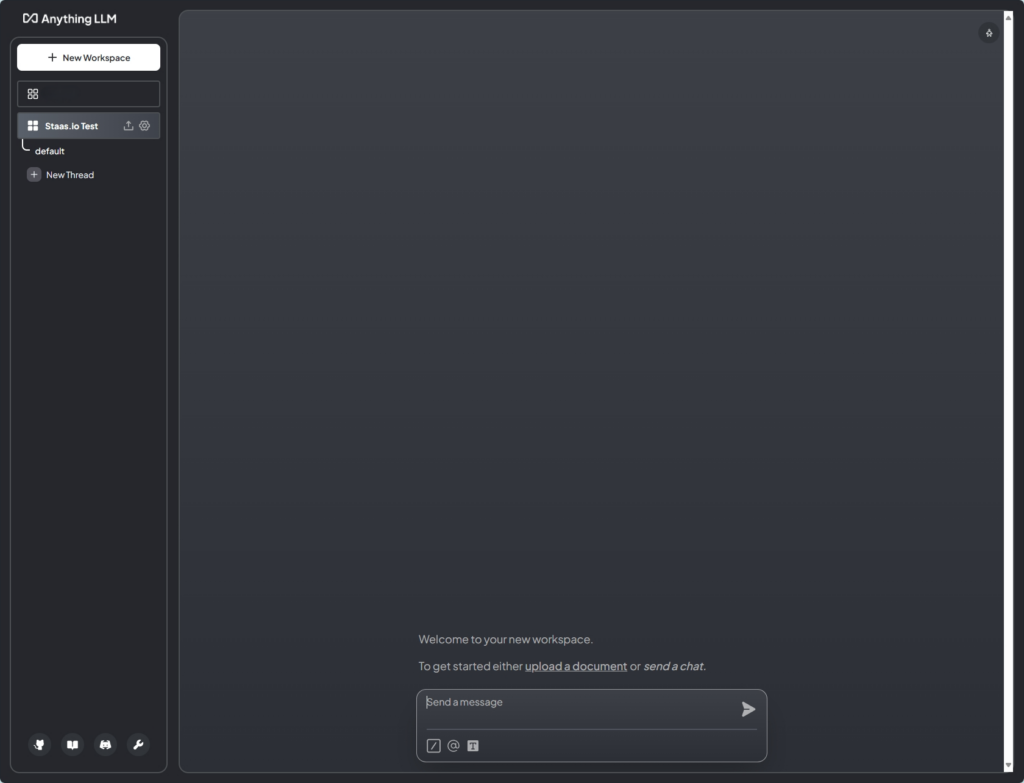 Anything LLM
New Workspace
Staas.io Test
default
New Thread
Welcome to your new workspace.
To get started either upload a document or send a chat.
Send a message